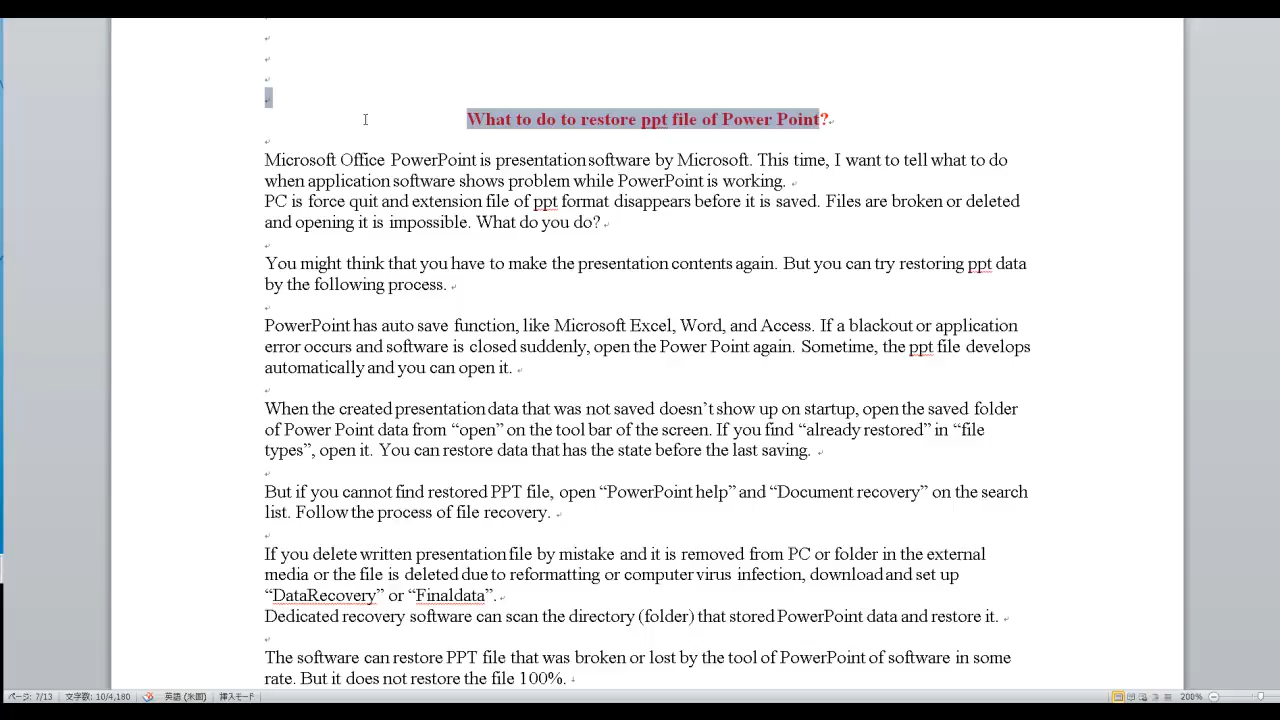 What to do to restore ppt file of Power Point?
Microsoft Office PowerPoint is presentation software by Microsoft. This time, I want to tell what to do
when application software shows problem while PowerPoint is working.
PC is force quit and extension file of ppt format disappears before it is saved. Files are broken or deleted
and opening it is impossible. What do you do?
You might think that you have to make the presentation contents again. But you can try restoring ppt data
by the following process.
PowerPoint has auto save function, like Microsoft Excel, Word, and Access. If a blackout or application
error occurs and software is closed suddenly, open the Power Point again. Sometime, the ppt file develops
automatically and you can open it.
When the created presentation data that was not saved doesn’t show up on startup, open the saved folder
of Power Point data from “open” on the tool bar of the screen. If you find “already restored” in “file
types”, open it. You can restore data that has the state before the last saving.
But if you cannot find restored PPT file, open “PowerPoint help” and “Document recovery” on the search
list. Follow the process of file recovery.
If you delete written presentation file by mistake and it is removed from PC or folder in the external
media or the file is deleted due to reformatting or computer virus infection, download and set up
“DataRecovery” or “Finaldata”.
Dedicated recovery software can scan the directory (folder) that stored PowerPoint data and restore it.
The software can restore PPT file that was broken or lost by the tool of PowerPoint of software in some
rate. But it does not restore the file 100%.
ページ: 7/13 文字数: 10/4,180 英語 (米国) 挿入モード 200%